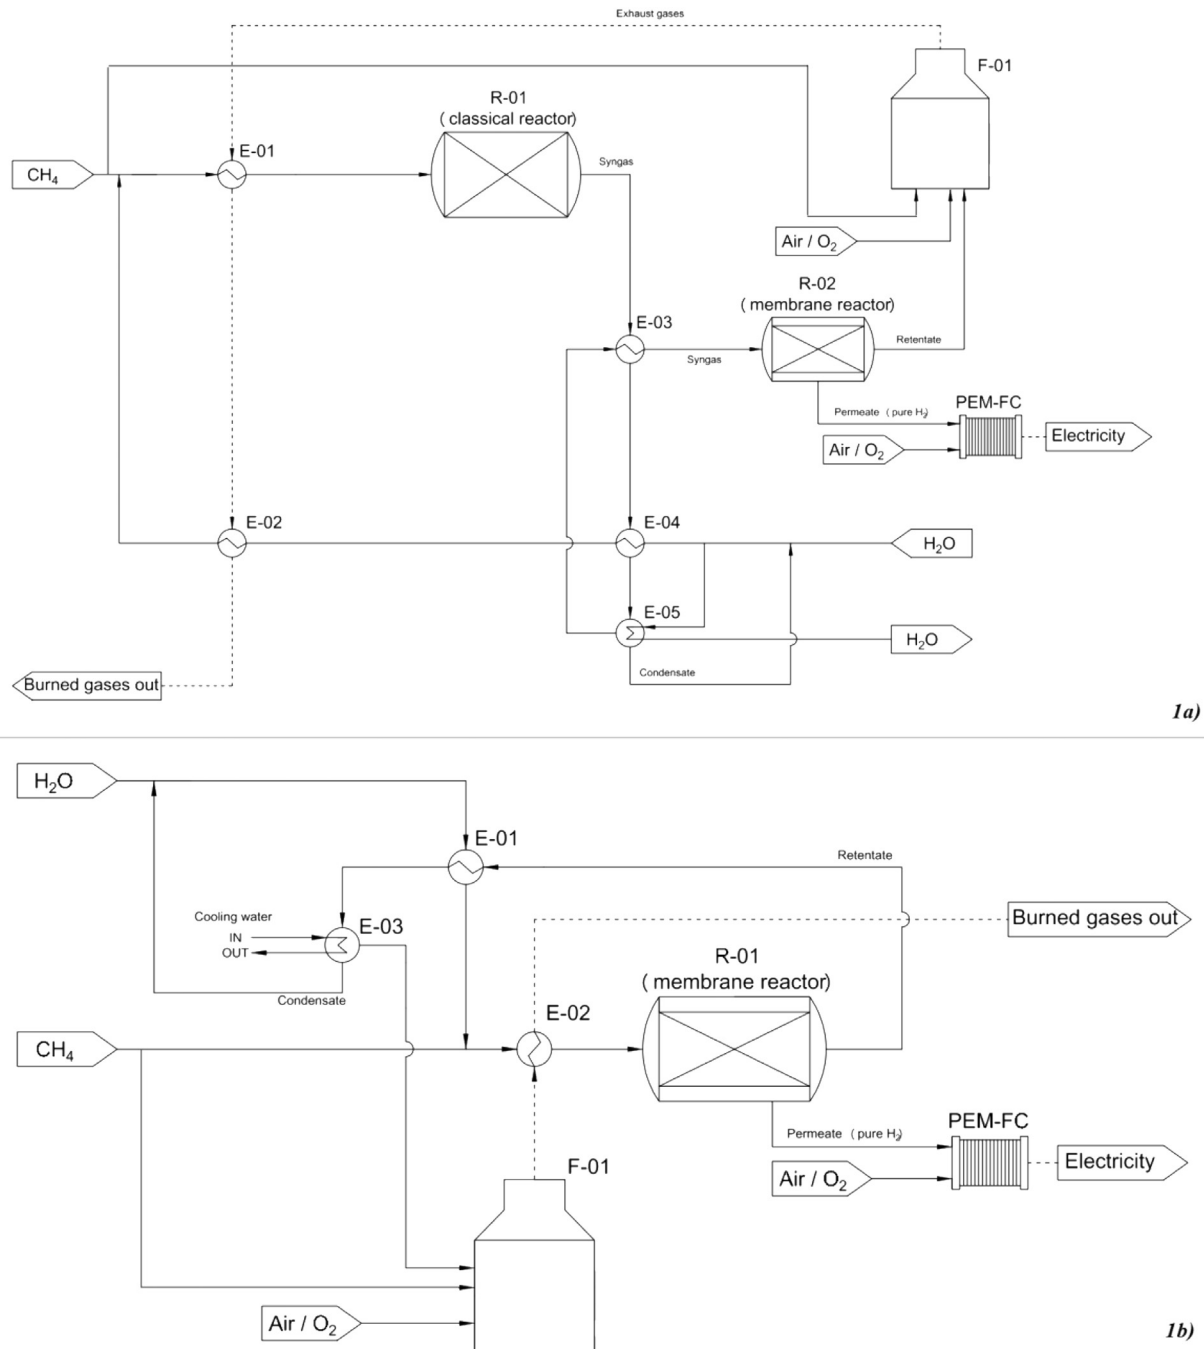 Exhaust gases
F-01
R-01
( classical reactor)
E-01
Syngas
CH₄
Air / O₂
R-02
( membrane reactor)
E-03
Retentate
Syngas
PEM-FC
Permeate ( pure H₂)
Electricity
Air / O₂
E-02
E-04
H₂O
E-05
H₂O
Condensate
Burned gases out
1a)
H₂O
E-01
Retentate
Cooling water
IN
OUT
E-03
Burned gases out
R-01
( membrane reactor)
Condensate
E-02
CH₄
PEM-FC
Permeate ( pure H₂)
Electricity
F-01
Air / O₂
Air / O₂
1b)